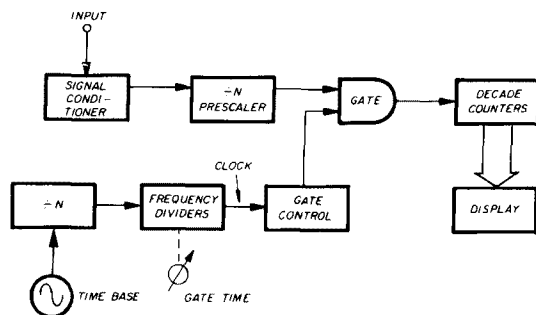 INPUT
SIGNAL
CONDI-
TIONER
÷N
PRESCALER
GATE
DECADE
COUNTERS
CLOCK
÷N
FREQUENCY
DIVIDERS
GATE
CONTROL
DISPLAY
TIME BASE
GATE TIME